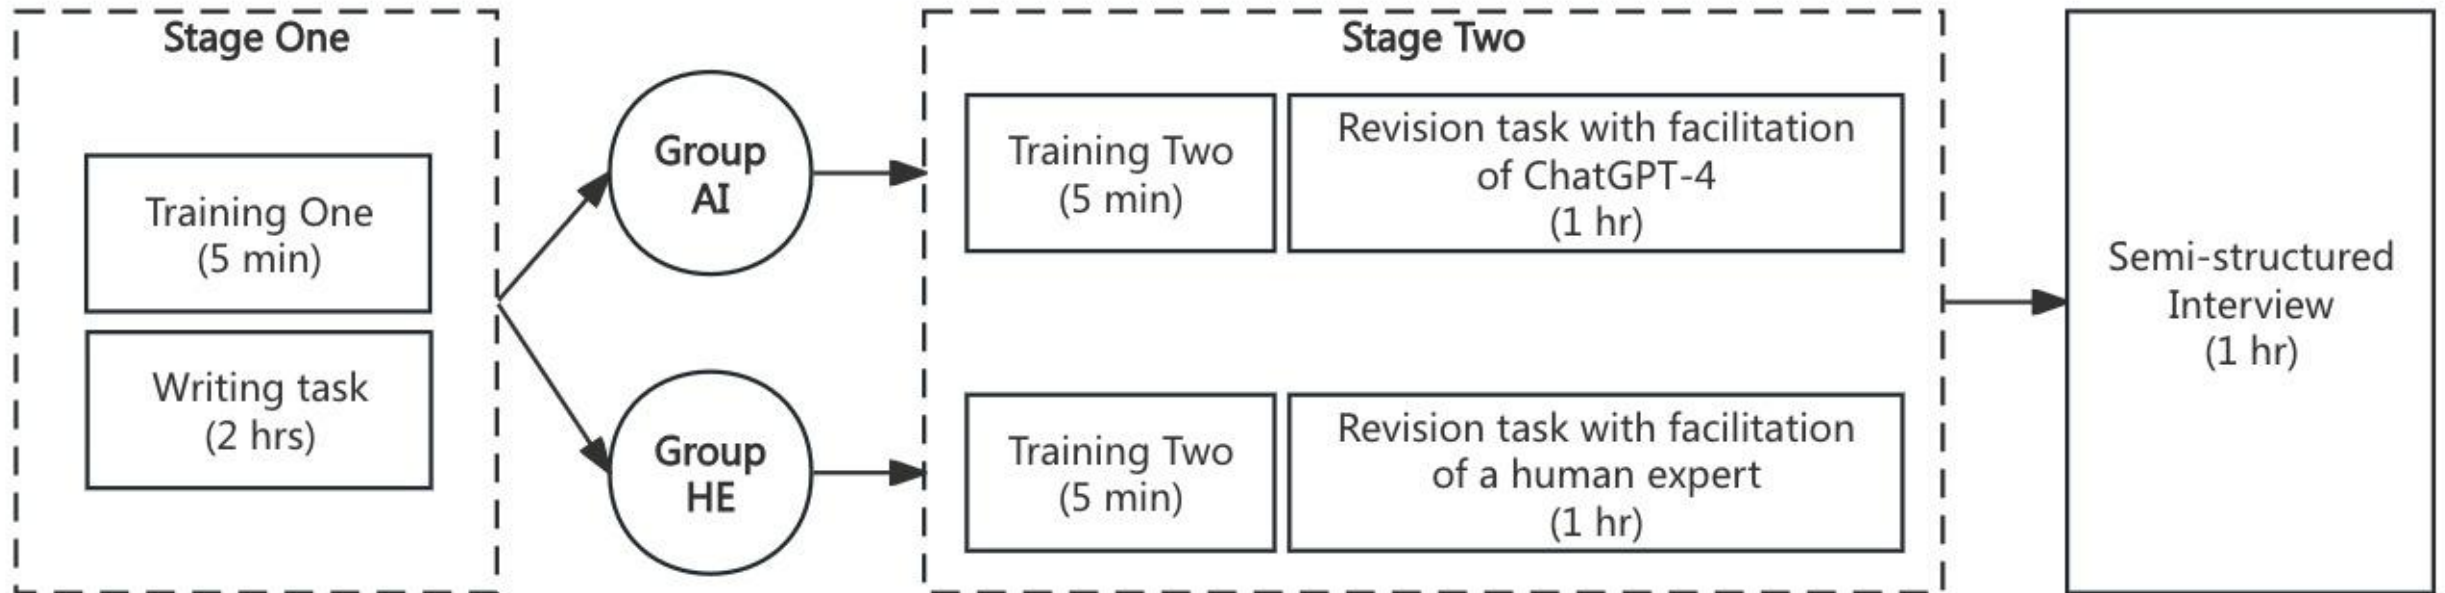 Stage One
Training One
(5 min)
Writing task
(2 hrs)
Group
AI
Group
HE
Stage Two
Training Two
(5 min)
Revision task with facilitation
of ChatGPT-4
(1 hr)
Training Two
(5 min)
Revision task with facilitation
of a human expert
(1 hr)
Semi-structured
Interview
(1 hr)